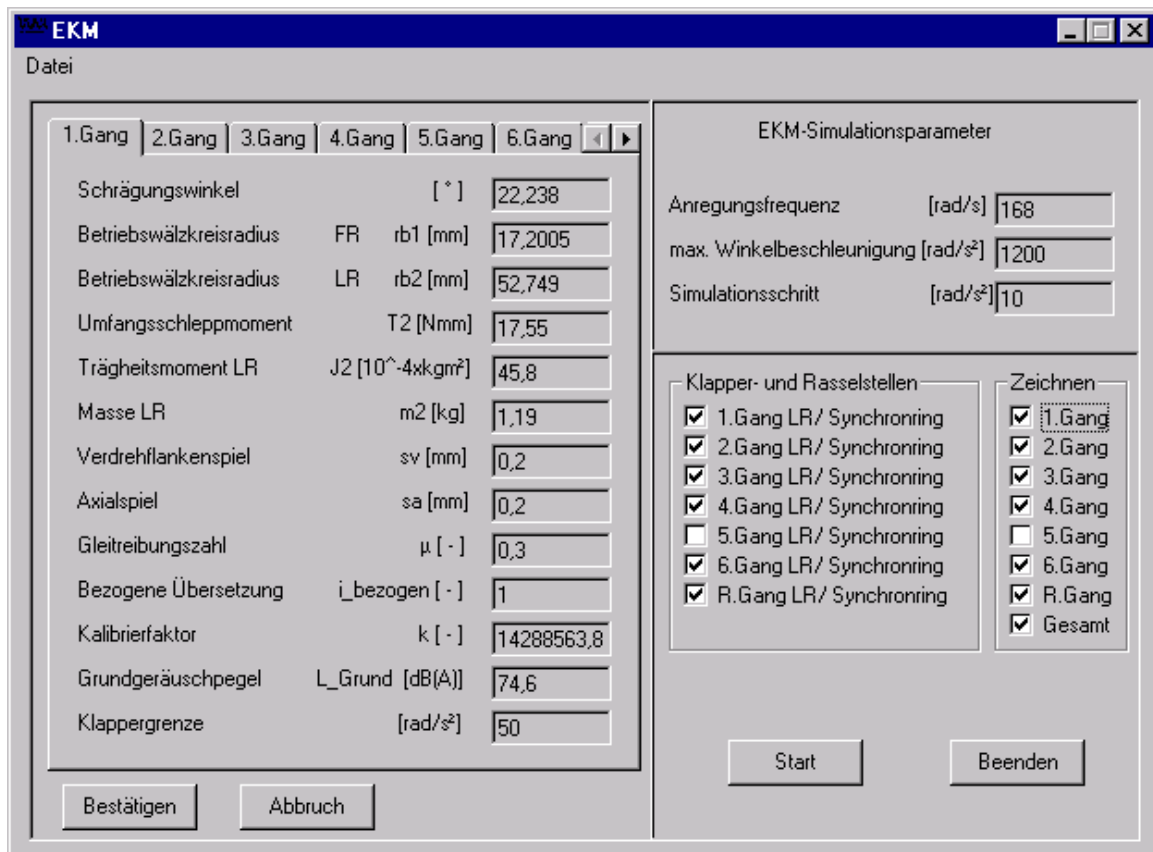 EKM
Datei
1.Gang 2.Gang 3.Gang 4.Gang 5.Gang 6.Gang
Schrägungswinkel [ ° ] 22,238
Betriebswälzkreisradius FR rb1 [mm] 17,2005
Betriebswälzkreisradius LR rb2 [mm] 52,749
Umfangsschleppmoment T2 [Nmm] 17,55
Trägheitsmoment LR J2 [10^-4xkgm²] 45,8
Masse LR m2 [kg] 1,19
Verdrehflankenspiel sv [mm] 0,2
Axialspiel sa [mm] 0,2
Gleitreibungszahl µ [ - ] 0,3
Bezogene Übersetzung i_bezogen [ - ] 1
Kalibrierfaktor k [ - ] 14288563,8
Grundgeräuschpegel L_Grund [dB(A)] 74,6
Klappergrenze [rad/s²] 50
Bestätigen Abbruch
EKM-Simulationsparameter
Anregungsfrequenz [rad/s] 168
max. Winkelbeschleunigung [rad/s²] 1200
Simulationsschritt [rad/s²] 10
Klapper- und Rasselstellen
1.Gang LR/ Synchronring
2.Gang LR/ Synchronring
3.Gang LR/ Synchronring
4.Gang LR/ Synchronring
5.Gang LR/ Synchronring
6.Gang LR/ Synchronring
R.Gang LR/ Synchronring
Zeichnen
1.Gang
2.Gang
3.Gang
4.Gang
5.Gang
6.Gang
R.Gang
Gesamt
Start Beenden